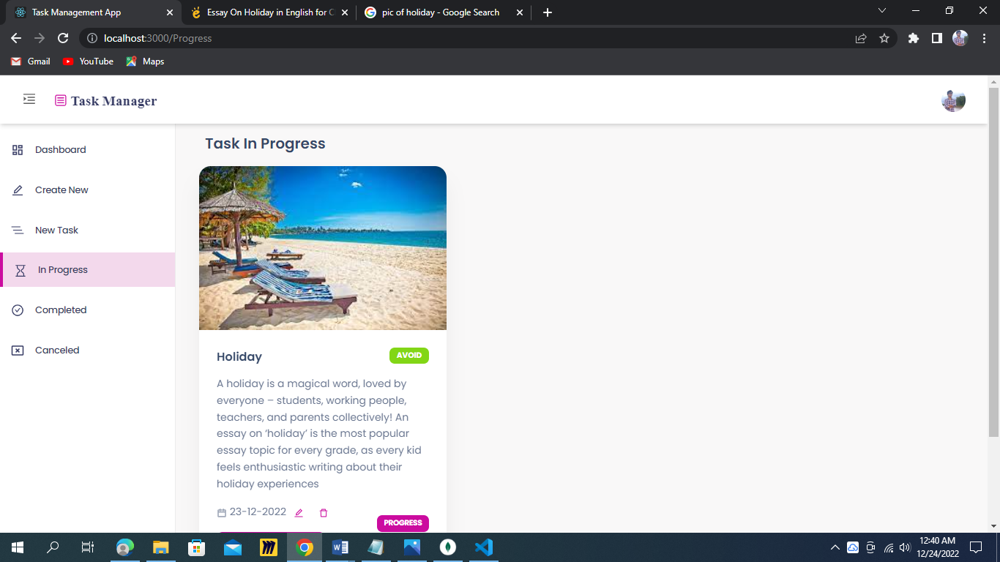 Task Management App
Essay On Holiday in English for C
pic of holiday - Google Search
localhost:3000/Progress
Gmail
YouTube
Maps
Task Manager
Dashboard
Create New
New Task
In Progress
Completed
Canceled
Task In Progress
Holiday
AVOID
A holiday is a magical word, loved by
everyone – students, working people,
teachers, and parents collectively! An
essay on ‘holiday’ is the most popular
essay topic for every grade, as every kid
feels enthusiastic writing about their
holiday experiences
23-12-2022
PROGRESS
12:40 AM
12/24/2022